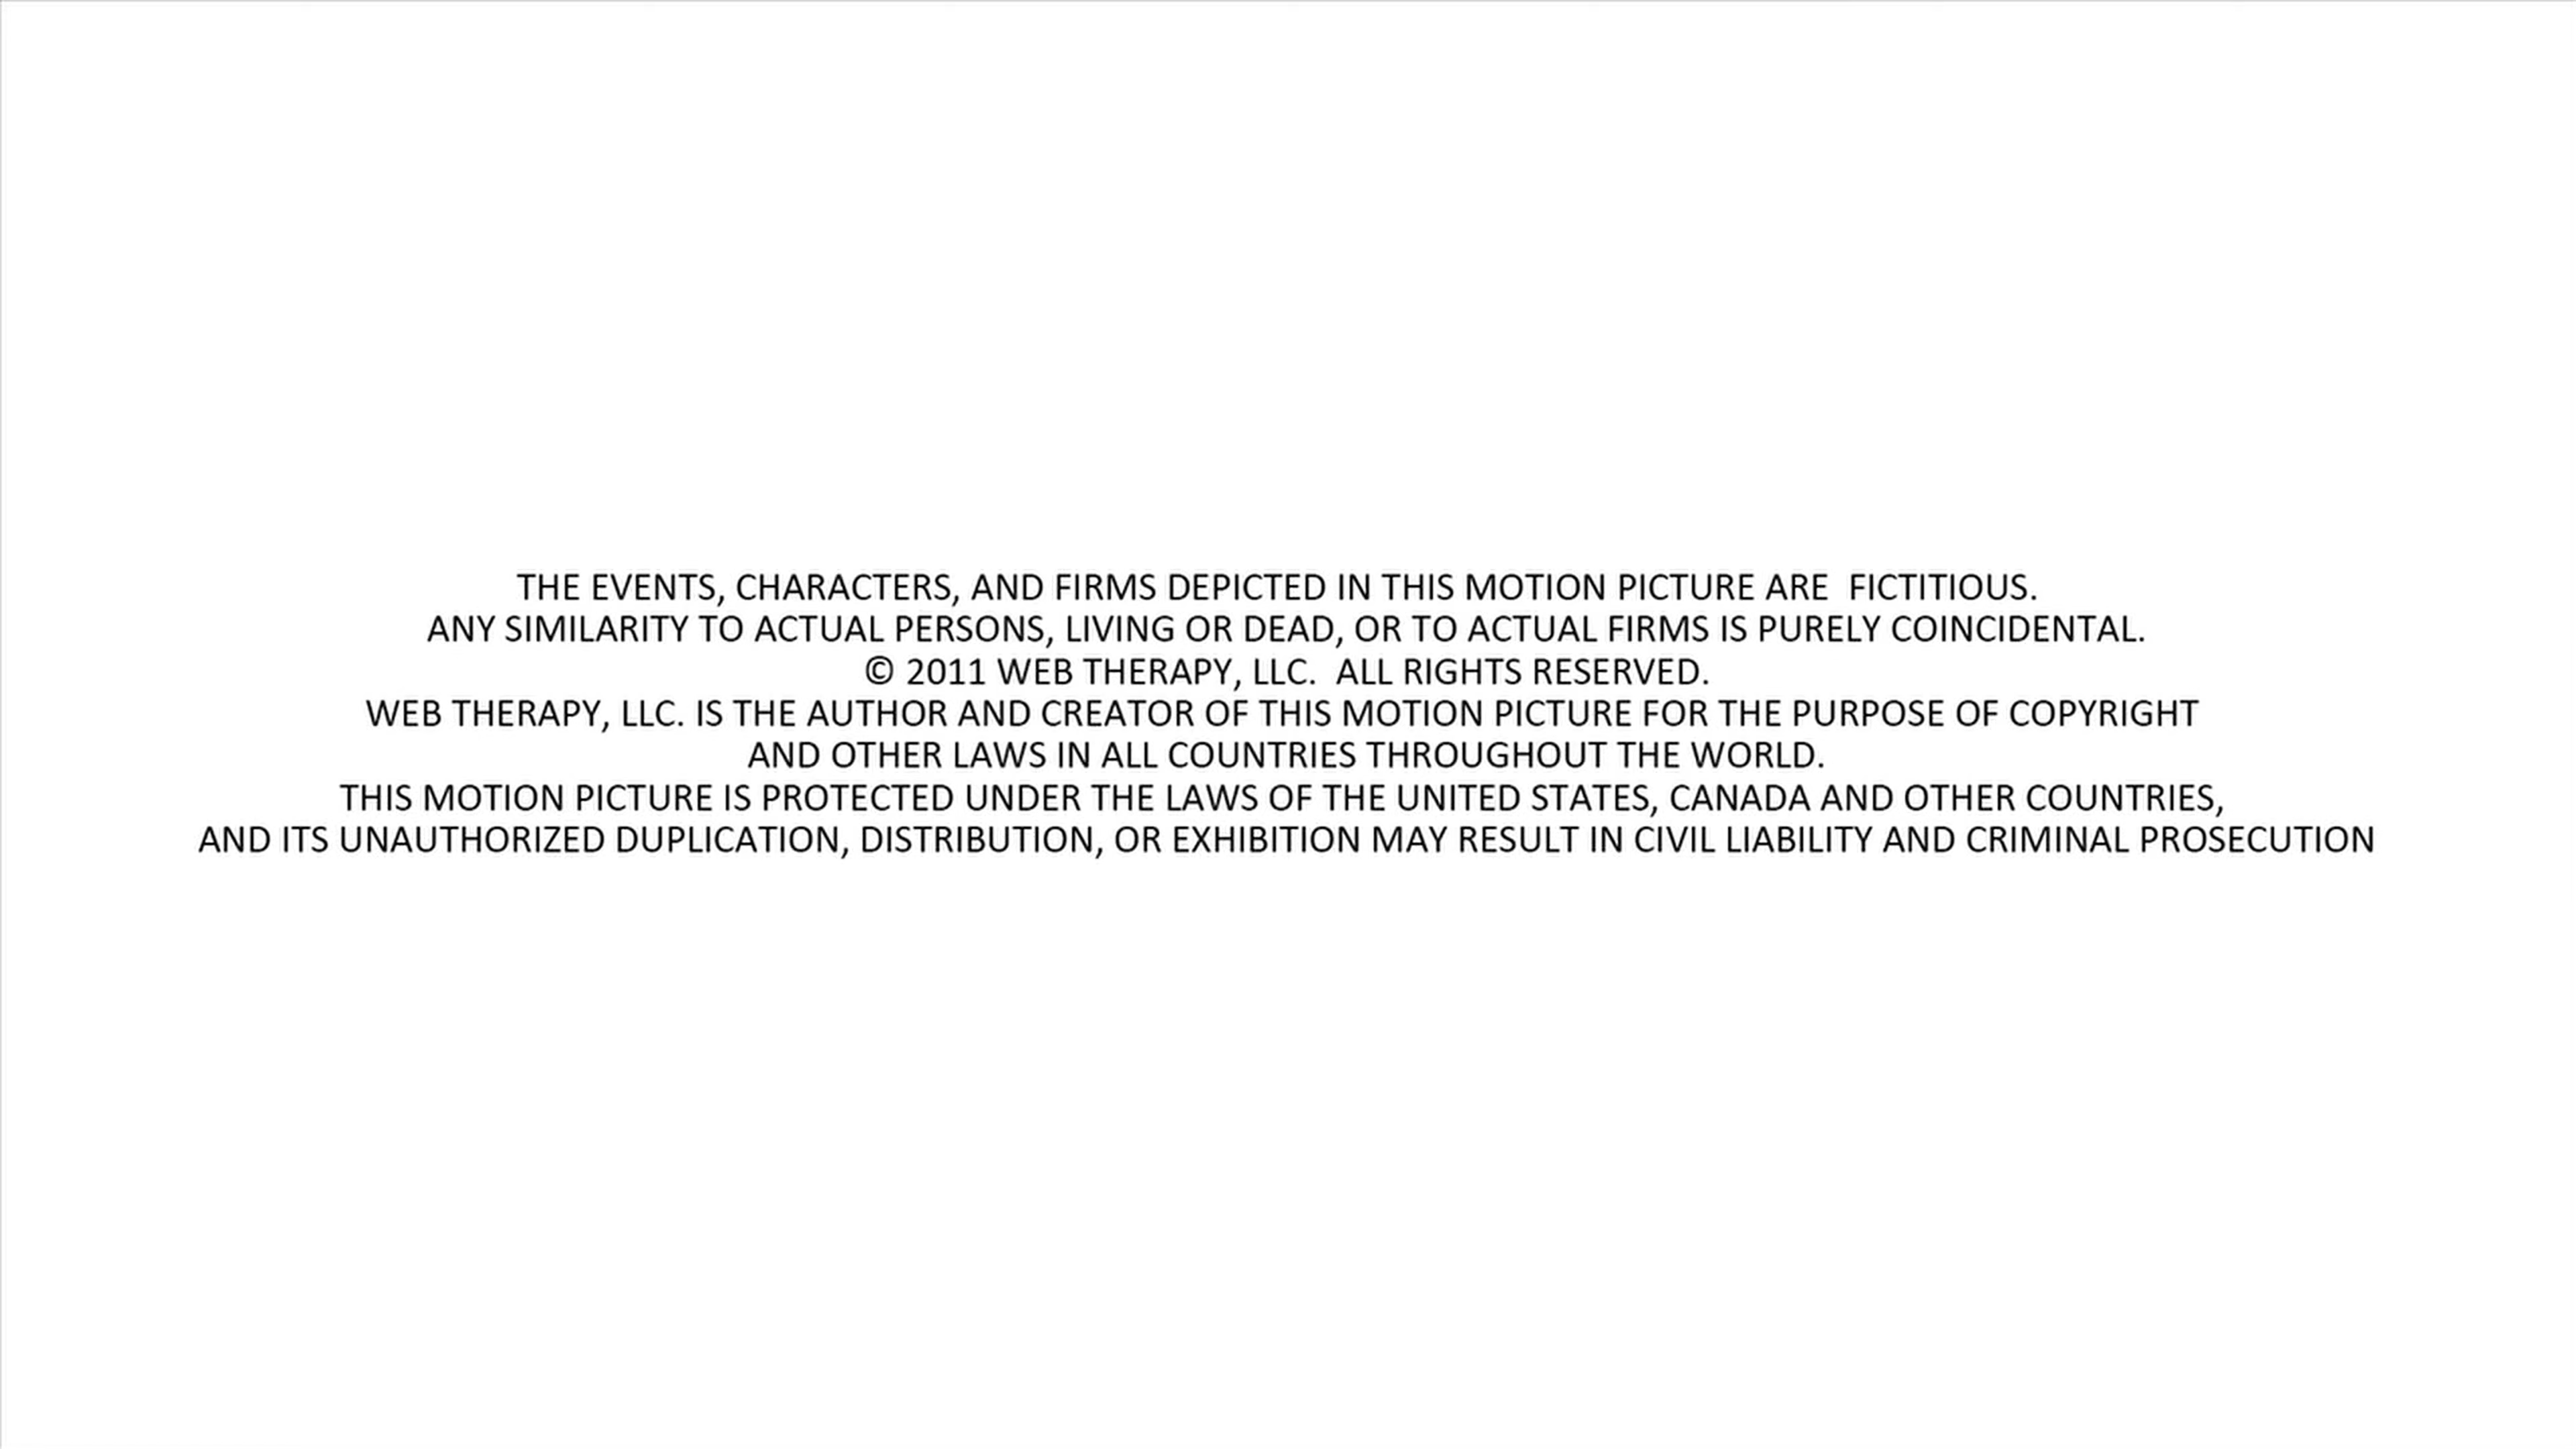 THE EVENTS, CHARACTERS, AND FIRMS DEPICTED IN THIS MOTION PICTURE ARE  FICTITIOUS.
ANY SIMILARITY TO ACTUAL PERSONS, LIVING OR DEAD, OR TO ACTUAL FIRMS IS PURELY COINCIDENTAL.
© 2011 WEB THERAPY, LLC.  ALL RIGHTS RESERVED.
WEB THERAPY, LLC. IS THE AUTHOR AND CREATOR OF THIS MOTION PICTURE FOR THE PURPOSE OF COPYRIGHT
AND OTHER LAWS IN ALL COUNTRIES THROUGHOUT THE WORLD.
THIS MOTION PICTURE IS PROTECTED UNDER THE LAWS OF THE UNITED STATES, CANADA AND OTHER COUNTRIES,
AND ITS UNAUTHORIZED DUPLICATION, DISTRIBUTION, OR EXHIBITION MAY RESULT IN CIVIL LIABILITY AND CRIMINAL PROSECUTION